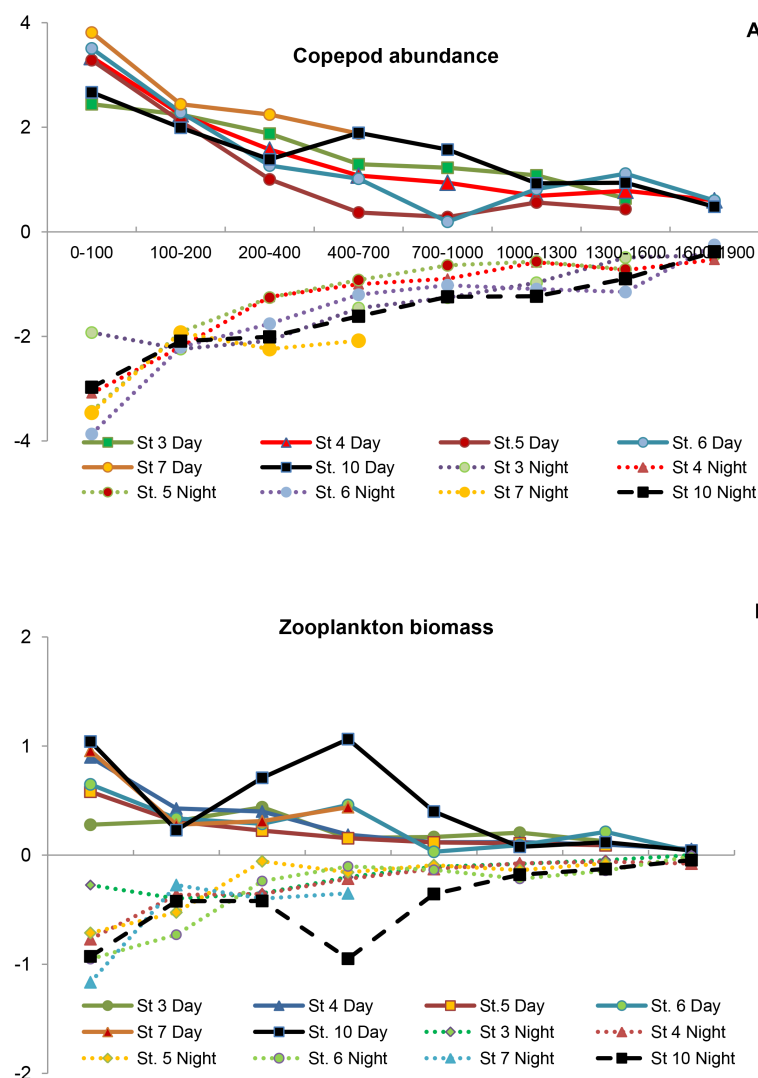 4
A
Copepod abundance
2
0
0-100 100-200 200-400 400-700 700-1000 1000-1300 1300-1600 1600-1900
-2
-4
St 3 Day St 4 Day St.5 Day St. 6 Day
St 7 Day St. 10 Day St 3 Night St 4 Night
St. 5 Night St. 6 Night St 7 Night St 10 Night
2
Zooplankton biomass
1
0
-1
St 3 Day St 4 Day St.5 Day St. 6 Day
St 7 Day St. 10 Day St 3 Night St 4 Night
St. 5 Night St. 6 Night St 7 Night St 10 Night
-2